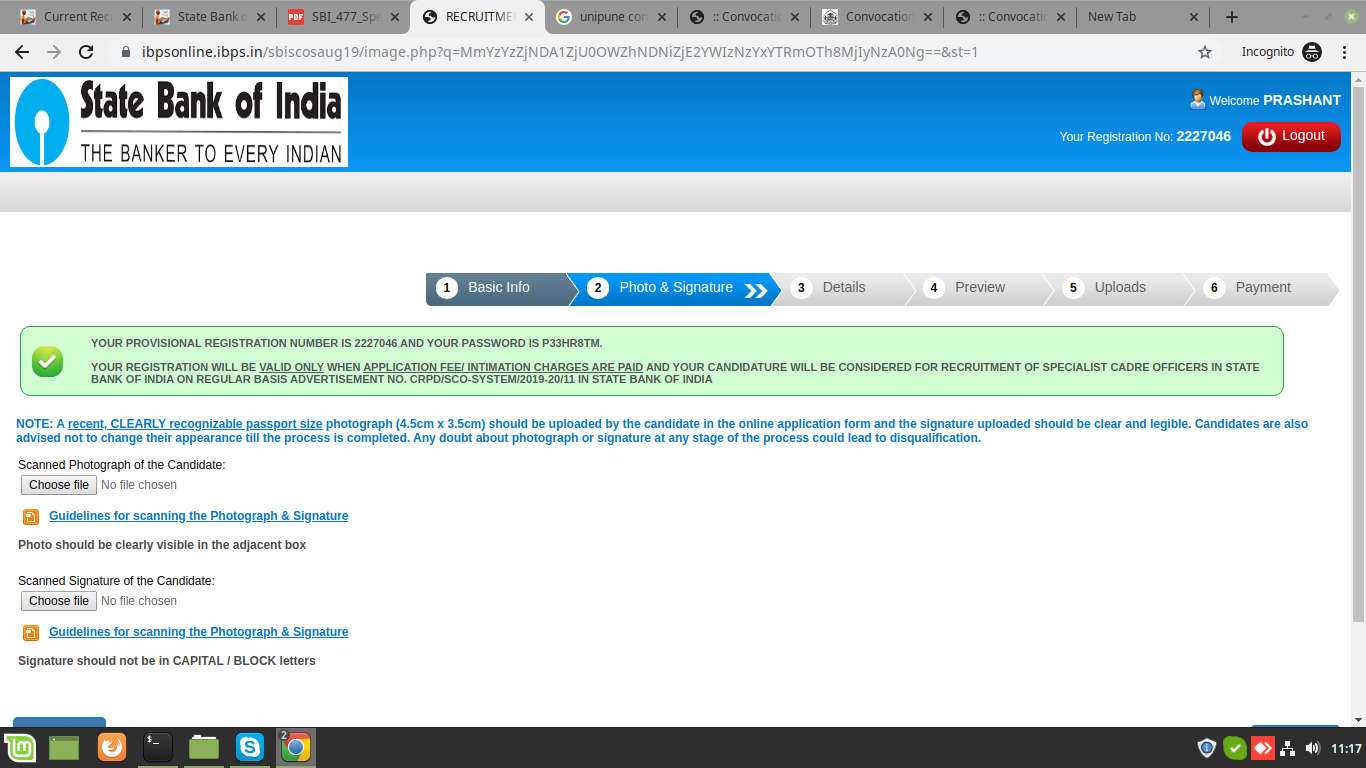 Current Rec
State Bank o
PDF SBI_477_Spe
RECRUITME
unipune con
:: Convocatio
Convocation
:: Convocatio
New Tab
ibpsonline.ibps.in/sbiscosaug19/image.php?q=MmYzYzZjNDA1ZjU0OWZhNDNiZjE2YWIzNzYxYTRmOTh8MjIyNzA0Ng==&st=1
Incognito
State Bank of India
THE BANKER TO EVERY INDIAN
Welcome PRASHANT
Your Registration No: 2227046 Logout
1 Basic Info 2 Photo & Signature 3 Details 4 Preview 5 Uploads 6 Payment
YOUR PROVISIONAL REGISTRATION NUMBER IS 2227046 AND YOUR PASSWORD IS P33HR8TM.
YOUR REGISTRATION WILL BE VALID ONLY WHEN APPLICATION FEE/ INTIMATION CHARGES ARE PAID AND YOUR CANDIDATURE WILL BE CONSIDERED FOR RECRUITMENT OF SPECIALIST CADRE OFFICERS IN STATE
BANK OF INDIA ON REGULAR BASIS ADVERTISEMENT NO. CRPD/SCO-SYSTEM/2019-20/11 IN STATE BANK OF INDIA
NOTE: A recent, CLEARLY recognizable passport size photograph (4.5cm x 3.5cm) should be uploaded by the candidate in the online application form and the signature uploaded should be clear and legible. Candidates are also
advised not to change their appearance till the process is completed. Any doubt about photograph or signature at any stage of the process could lead to disqualification.
Scanned Photograph of the Candidate:
Choose file No file chosen
Guidelines for scanning the Photograph & Signature
Photo should be clearly visible in the adjacent box
Scanned Signature of the Candidate:
Choose file No file chosen
Guidelines for scanning the Photograph & Signature
Signature should not be in CAPITAL / BLOCK letters
2
11:17